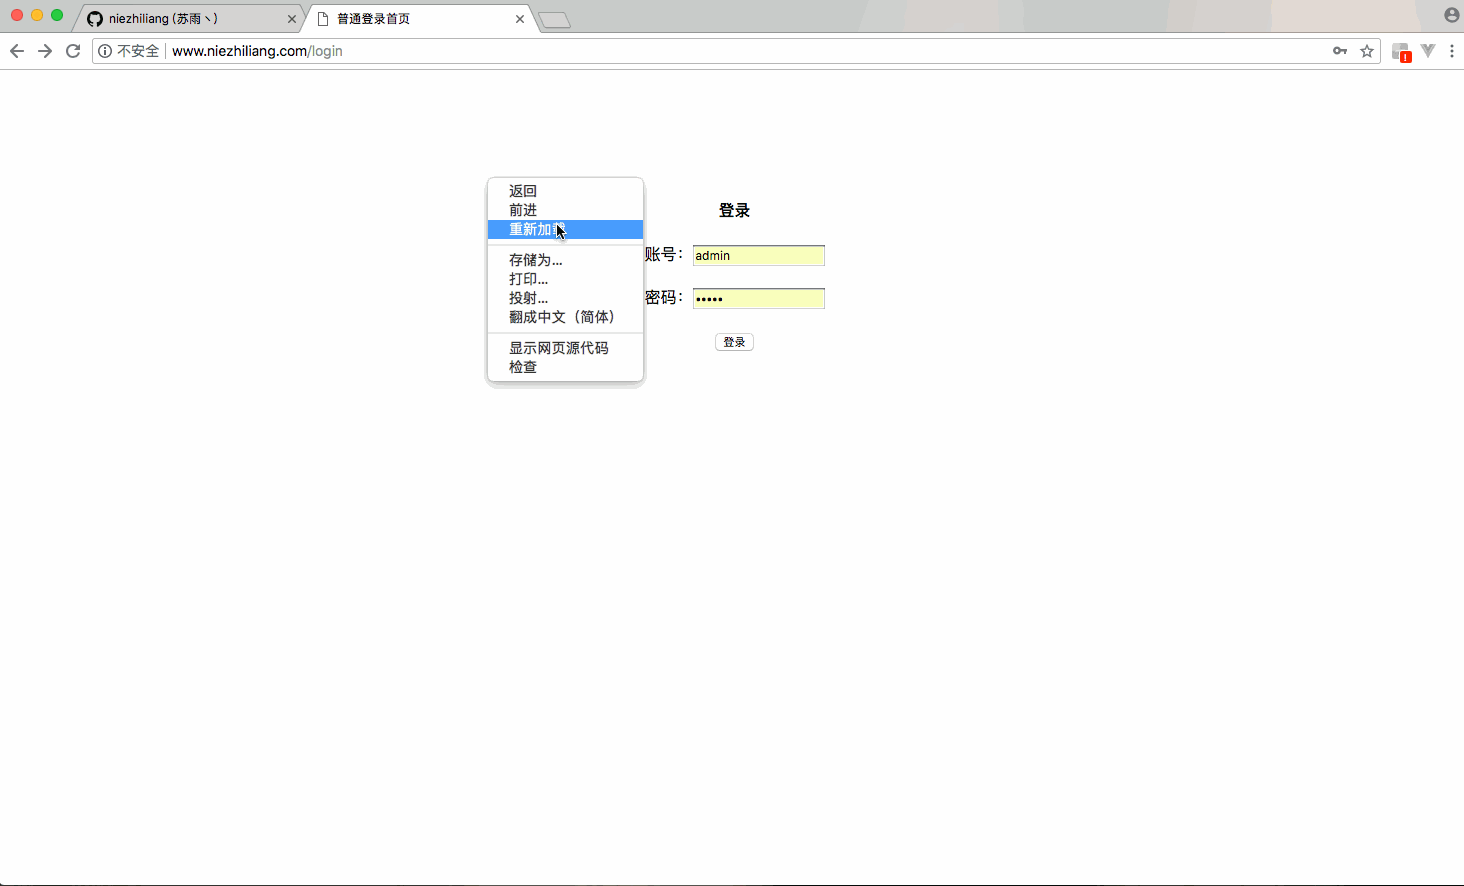 niezhiliang (苏雨丶)
普通登录首页
不安全
www.niezhiliang.com/login
返回
前进
重新加
存储为...
打印...
投射...
翻成中文（简体）
显示网页源代码
检查
登录
账号： admin
密码： •••••
登录